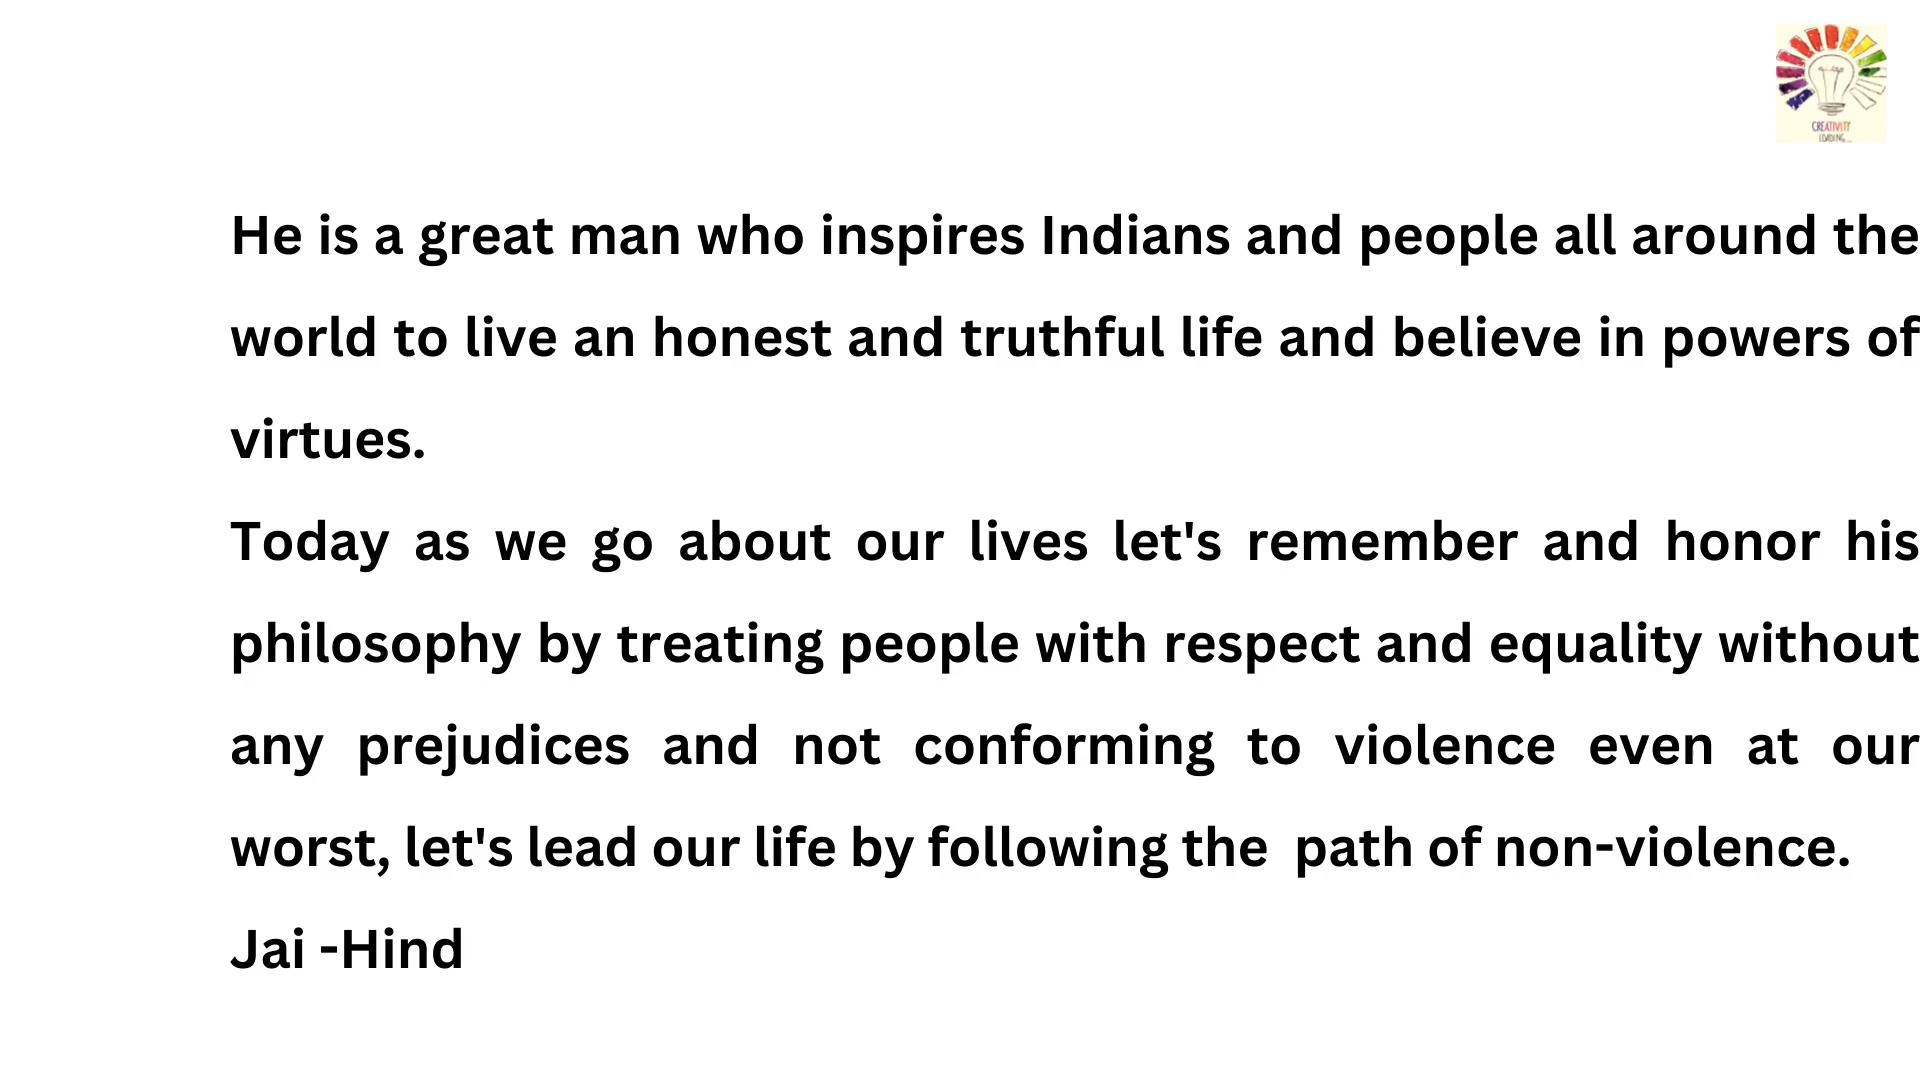 CREATIVITY
LOADING...
He is a great man who inspires Indians and people all around the
world to live an honest and truthful life and believe in powers of
virtues.
Today as we go about our lives let's remember and honor his
philosophy by treating people with respect and equality without
any prejudices and not conforming to violence even at our
worst, let's lead our life by following the  path of non-violence.
Jai -Hind